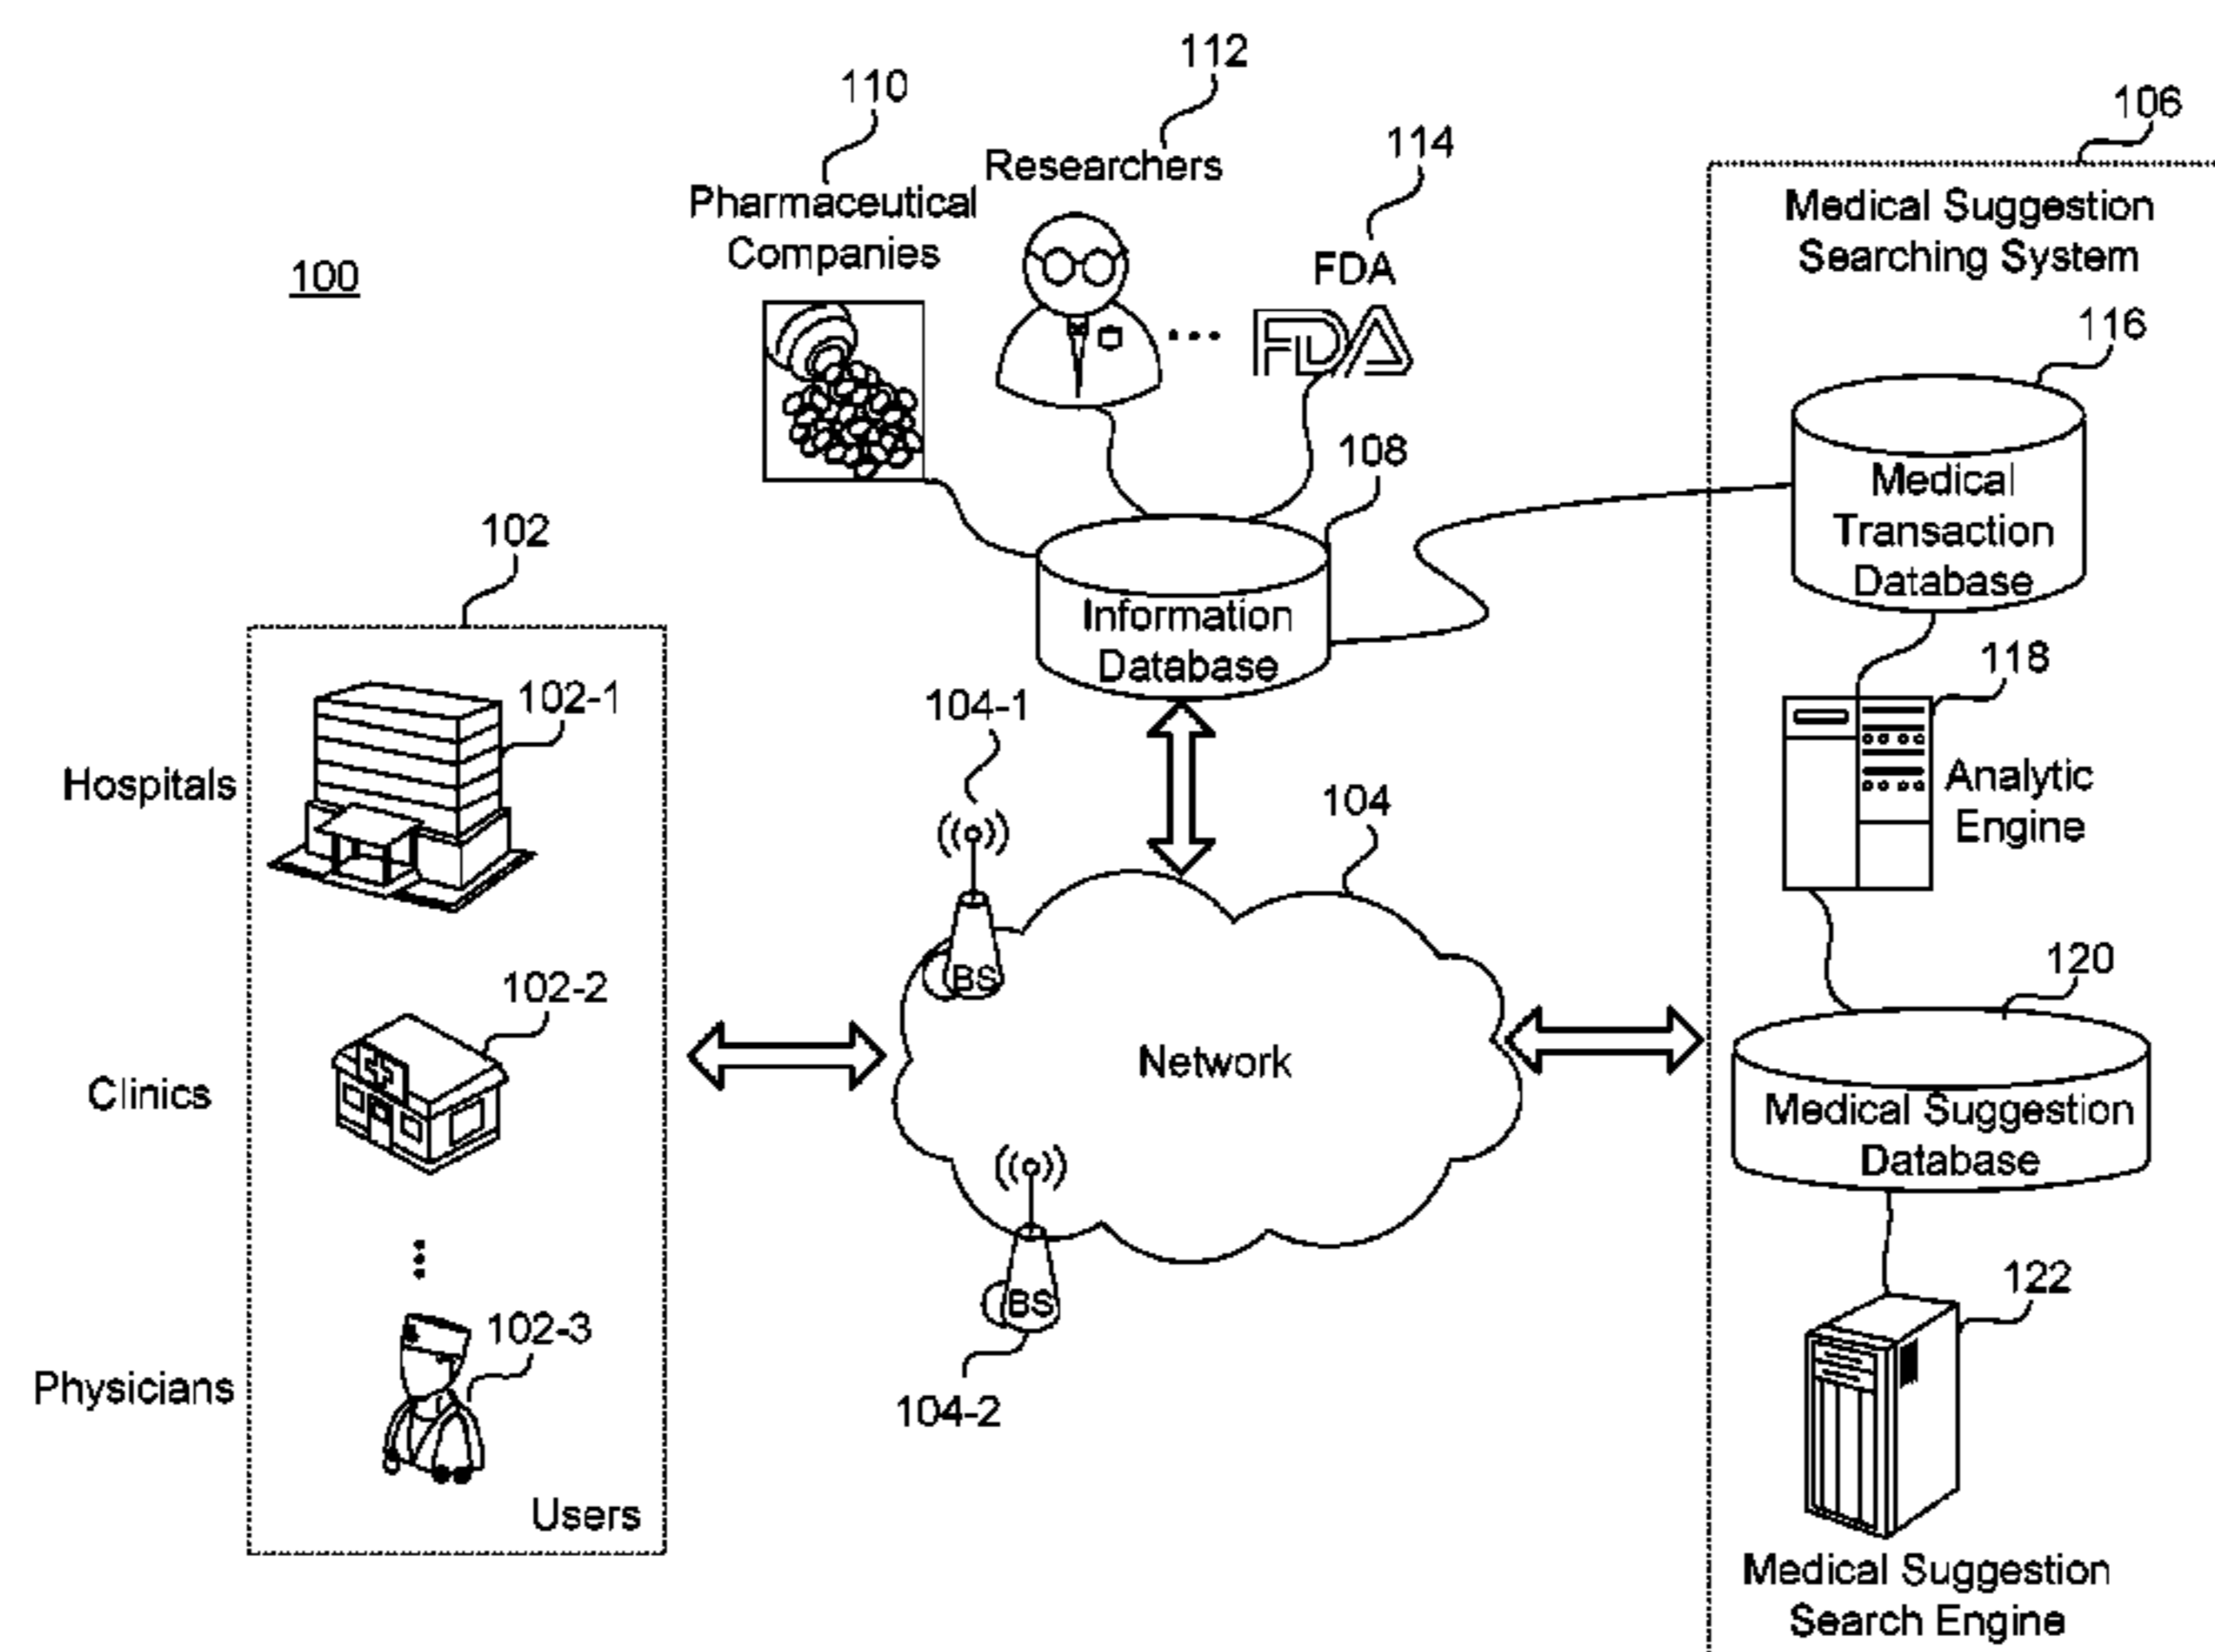 112
110
106
114
Researchers
Pharmaceutical
Companies
Medical Suggestion
Searching System
FDA
100
FDA
116
108
Medical
Transaction
Database
102
Information
Database
118
102-1
104-1
Hospitals
Analytic
Engine
104
BS
120
102-2
Network
Clinics
Medical Suggestion
Database
122
BS
102-3
Physicians
104-2
Users
Medical Suggestion
Search Engine